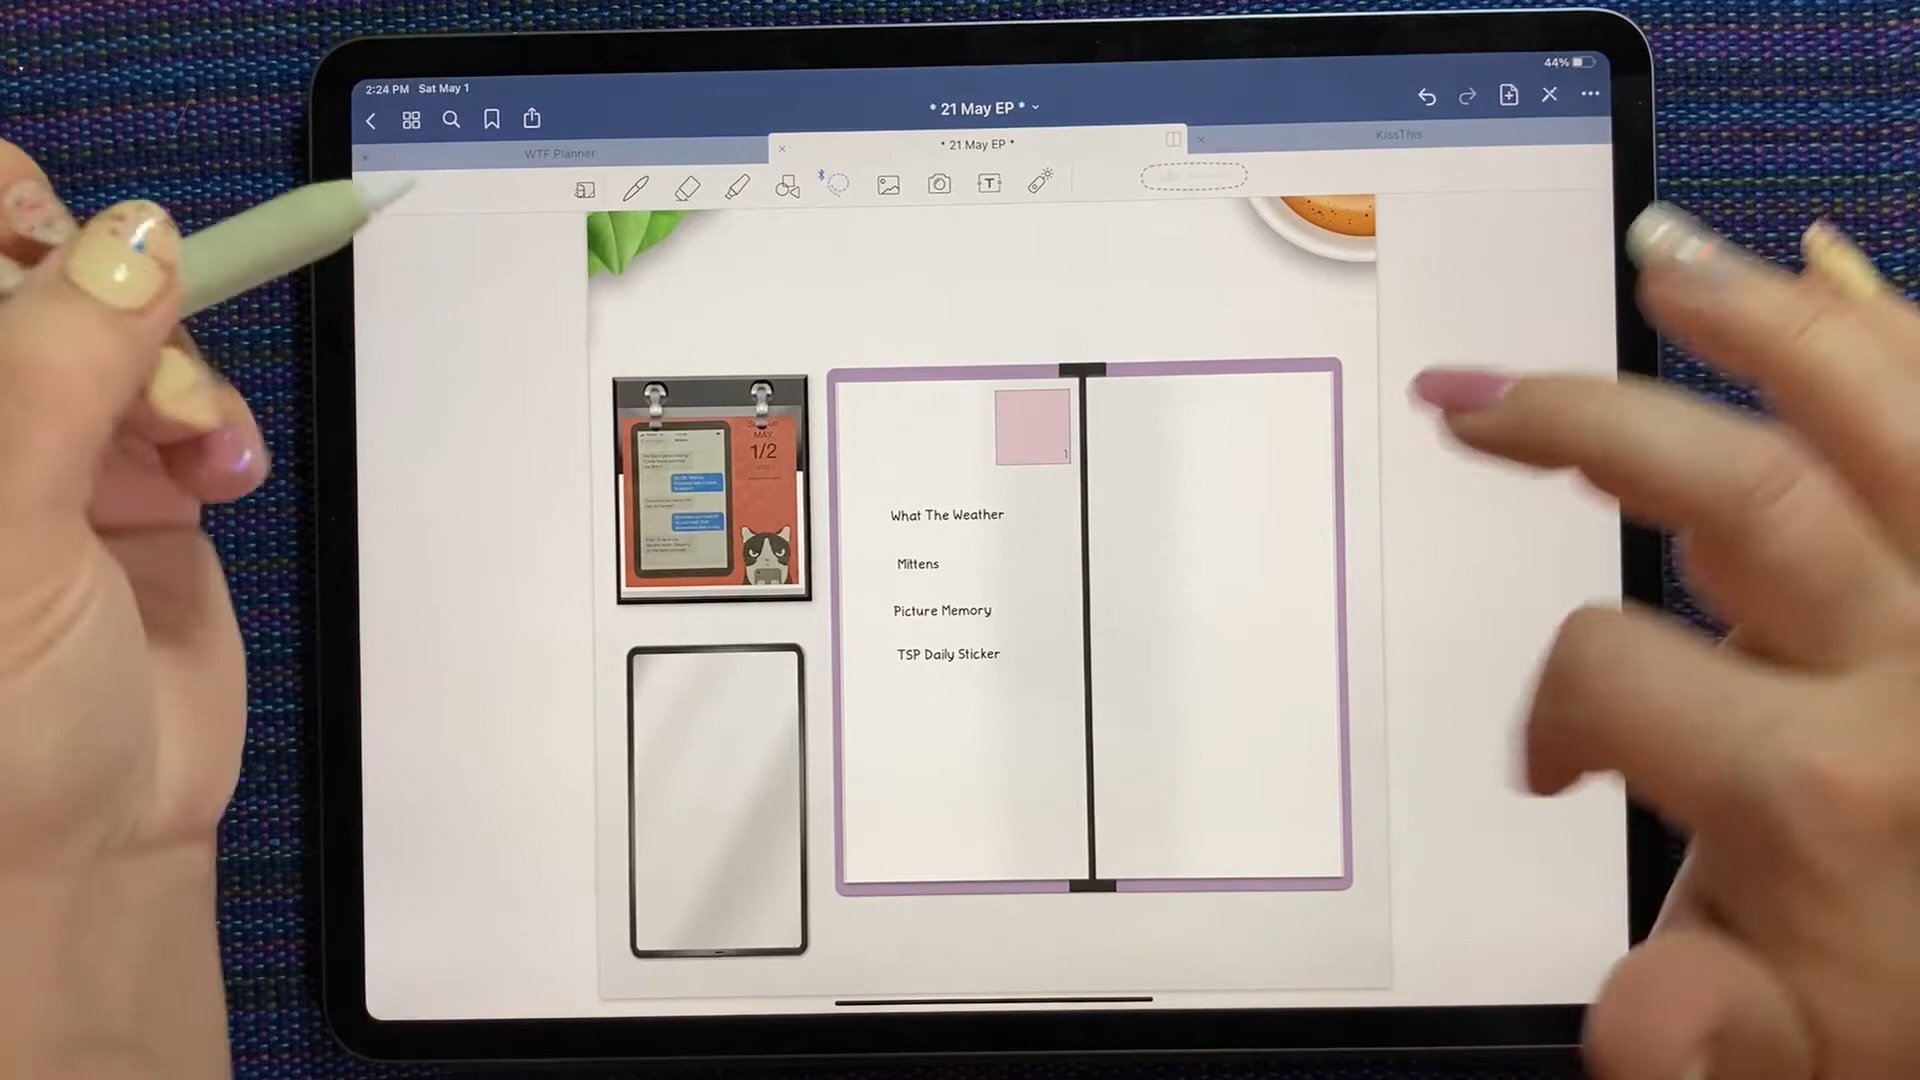 2:24 PM Sat May 1
44%
* 21 May EP *
WTF Planner
* 21 May EP *
KissThis
T
MAY
1/2
1
What The Weather
Mittens
Picture Memory
TSP Daily Sticker